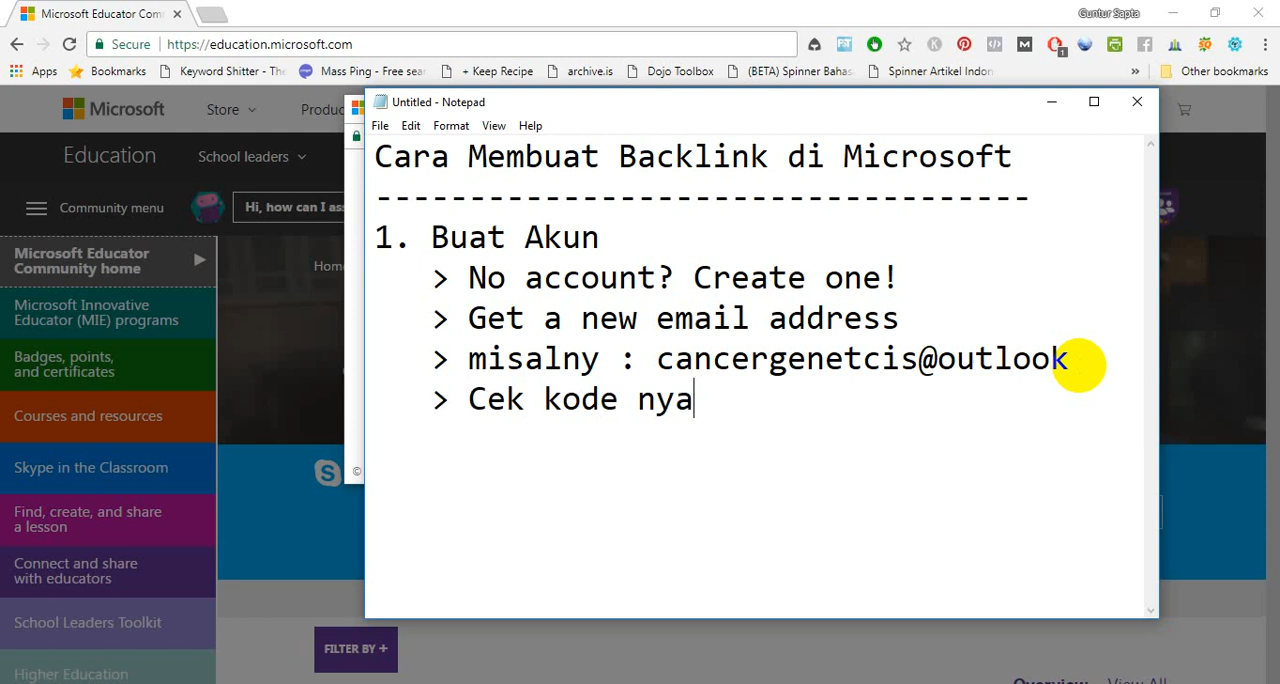 Microsoft Educator Com
Guntur Sapta
Secure
https://education.microsoft.com
Apps
Bookmarks
Keyword Shitter - The
Mass Ping - Free sear
+ Keep Recipe
archive.is
Dojo Toolbox
(BETA) Spinner Bahas
Spinner Artikel Indon
»
Other bookmarks
Microsoft
Store
Produc
Education
School leaders
Community menu
Hi, how can I ass
Microsoft Educator
Community home
Microsoft Innovative
Educator (MIE) programs
Badges, points,
and certificates
Courses and resources
Skype in the Classroom
Find, create, and share
a lesson
Connect and share
with educators
School Leaders Toolkit
Higher Education
Hom
©
FILTER BY +
Overview
View All
Untitled - Notepad
File Edit Format View Help
Cara Membuat Backlink di Microsoft
-----------------------------------
1. Buat Akun
> No account? Create one!
> Get a new email address
> misalny : cancergenetcis@outlook
> Cek kode nya